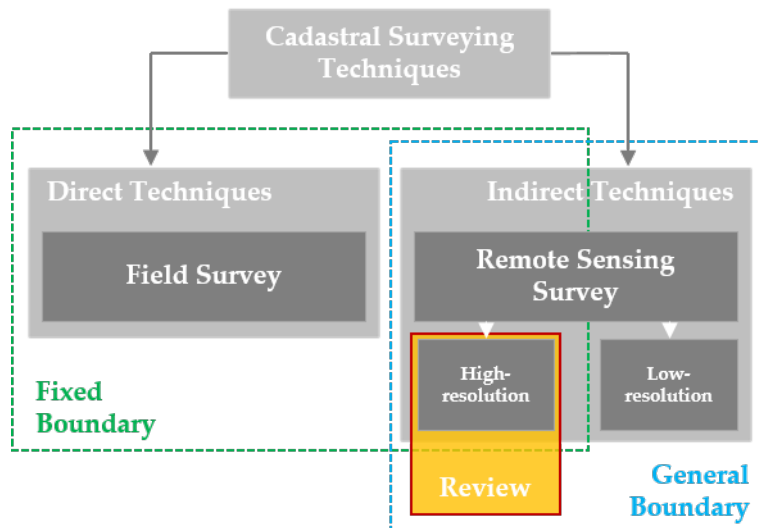 Cadastral Surveying
Techniques
Direct Techniques
Indirect Techniques
Field Survey
Remote Sensing
Survey
High-
resolution
Low-
resolution
Fixed
Boundary
Review
General
Boundary